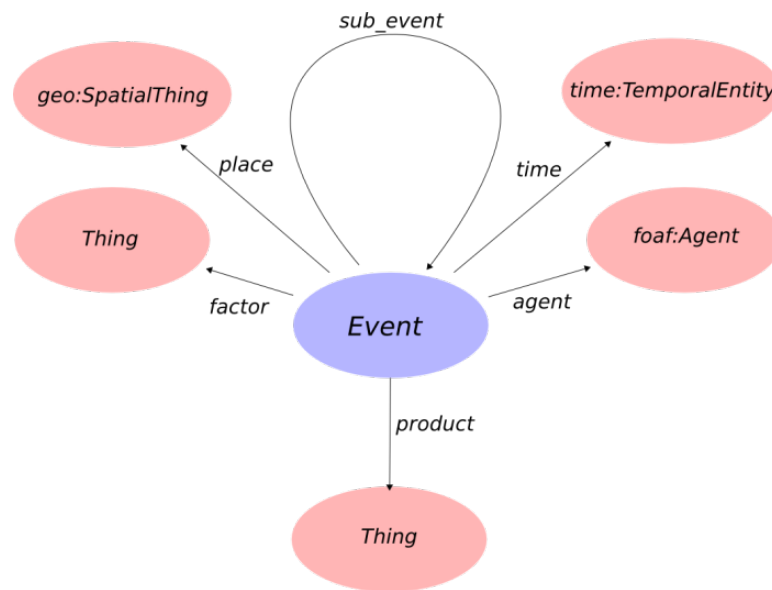 sub_event
geo:SpatialThing
time:TemporalEntity
place
time
Thing
foaf:Agent
factor
agent
Event
product
Thing